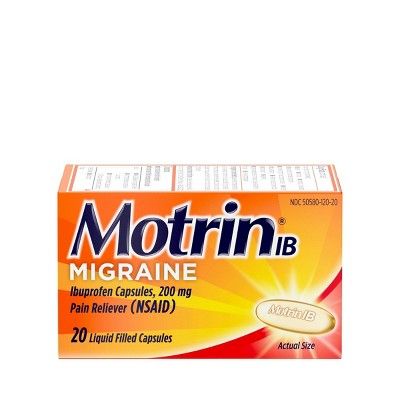 NDC 50580-120-20
Motrin® IB
MIGRAINE
Ibuprofen Capsules, 200 mg
Pain Reliever (NSAID)
20 Liquid Filled Capsules
Motrin IB
Actual Size